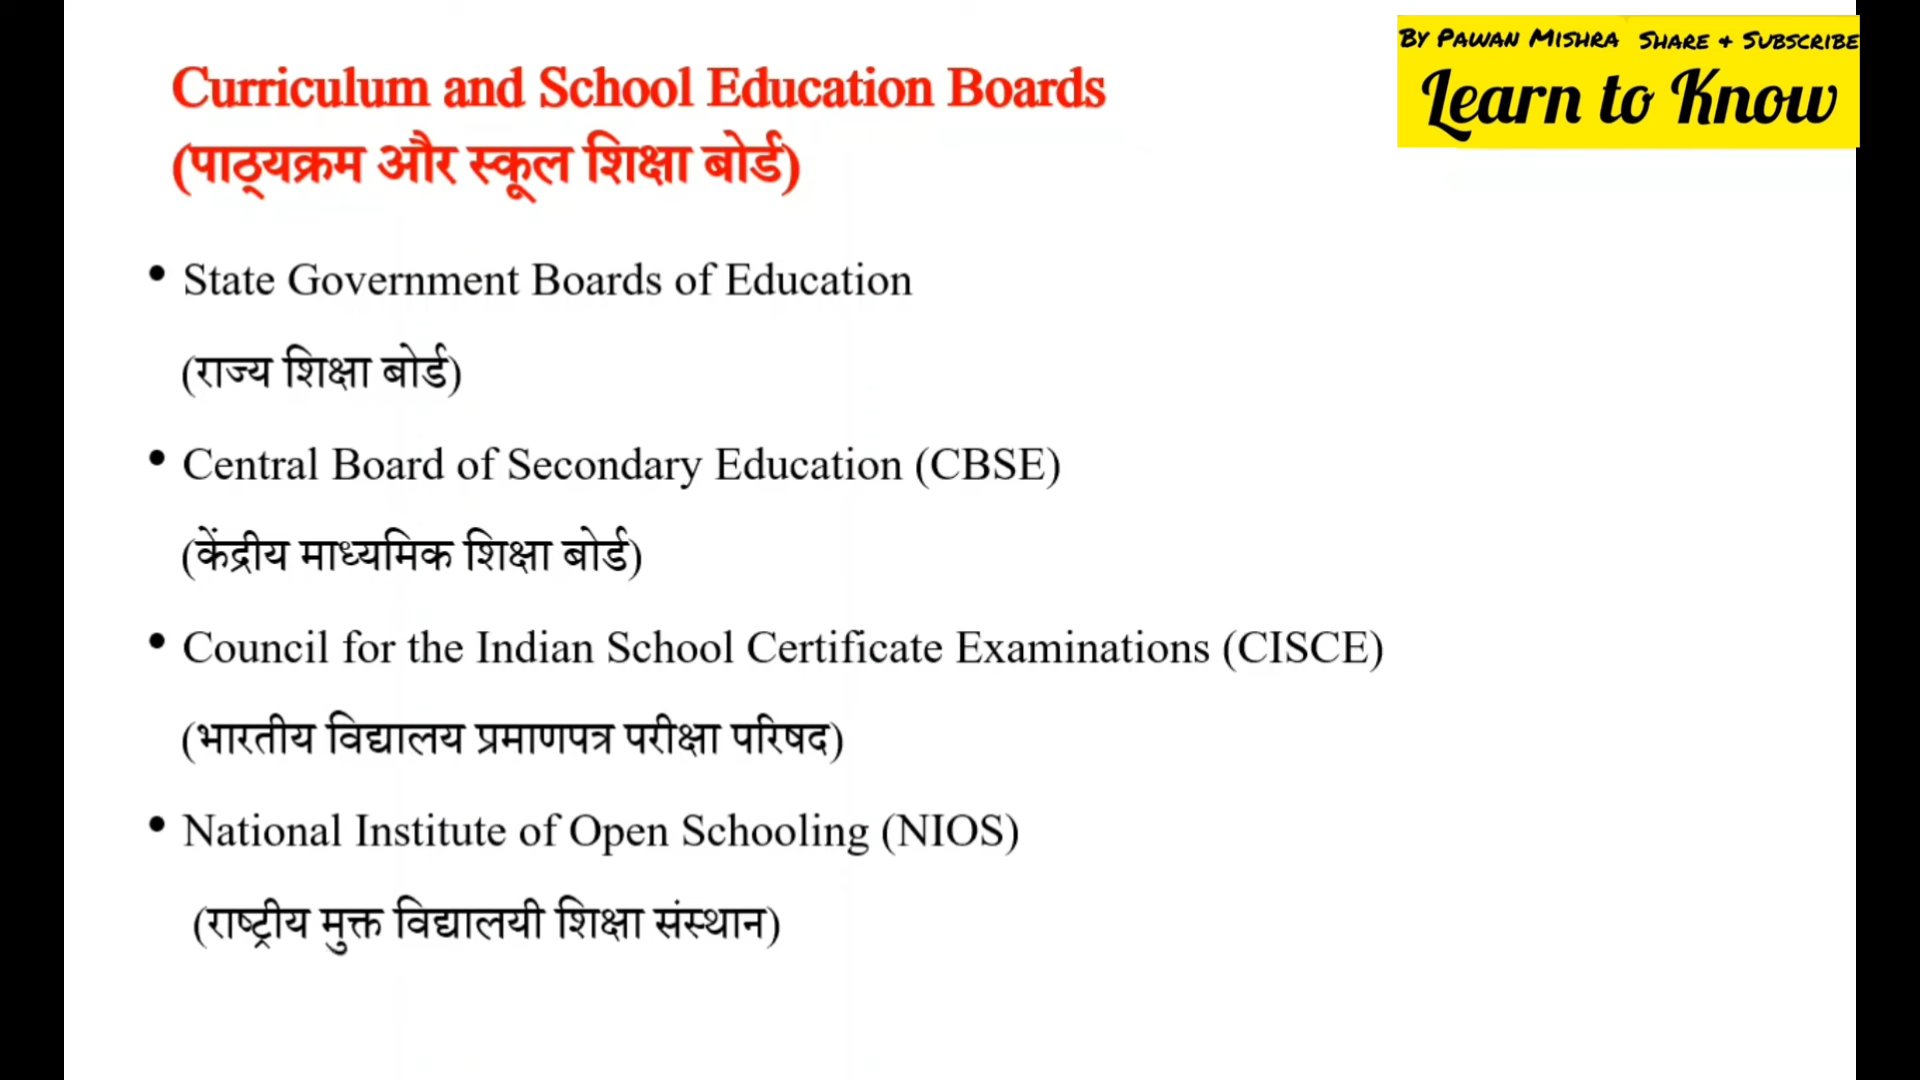 By Pawan Mishra Share & Subscribe
Learn to Know
Curriculum and School Education Boards
(पाठ्यक्रम और स्कूल शिक्षा बोर्ड)
• State Government Boards of Education
(राज्य शिक्षा बोर्ड)
• Central Board of Secondary Education (CBSE)
(केंद्रीय माध्यमिक शिक्षा बोर्ड)
• Council for the Indian School Certificate Examinations (CISCE)
(भारतीय विद्यालय प्रमाणपत्र परीक्षा परिषद)
• National Institute of Open Schooling (NIOS)
(राष्ट्रीय मुक्त विद्यालयी शिक्षा संस्थान)